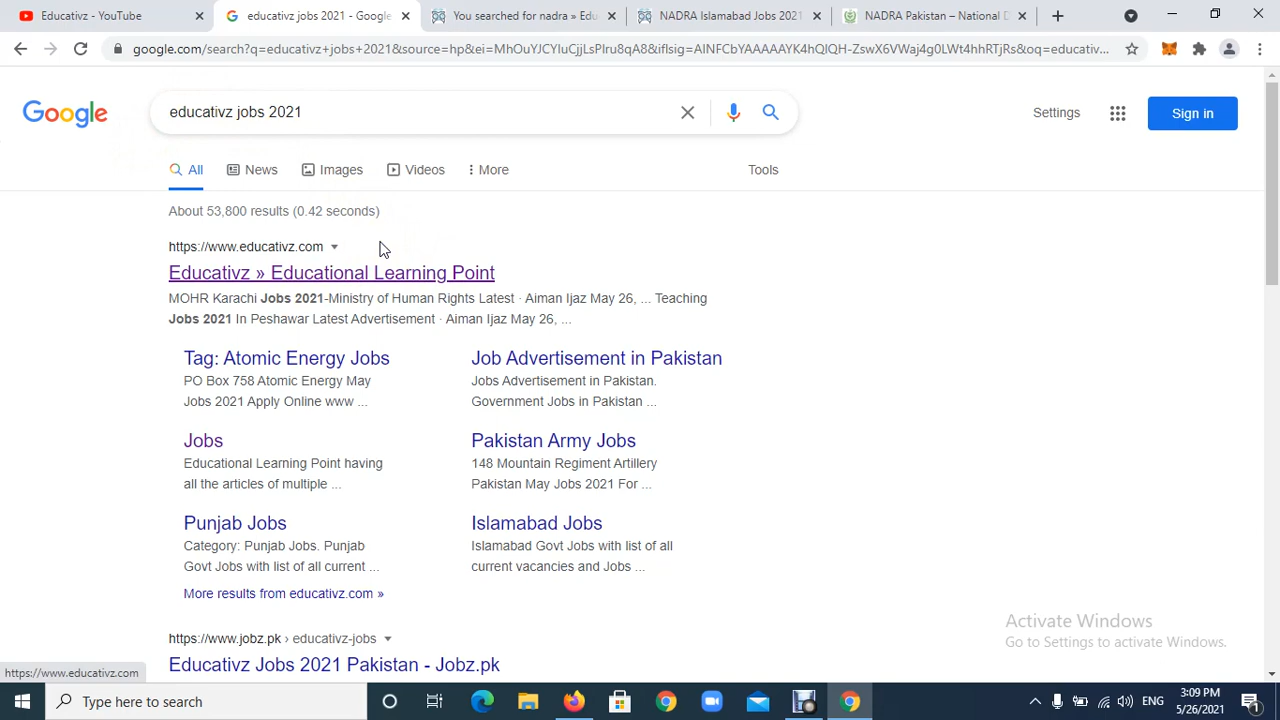 Educativz - YouTube
educativz jobs 2021 - Google
You searched for nadra » Edu
NADRA Islamabad Jobs 2021
NADRA Pakistan – National D
google.com/search?q=educativz+jobs+2021&source=hp&ei=MhOuYJCYIuCjjLsPlru8qA8&iflsig=AINFCbYAAAAAYK4hQlQH-ZswX6VWaj4g0LWt4hhRTjRs&oq=educativ...
Google
educativz jobs 2021
Settings
Sign in
All
News
Images
Videos
More
Tools
About 53,800 results (0.42 seconds)
https://www.educativz.com
Educativz » Educational Learning Point
MOHR Karachi Jobs 2021-Ministry of Human Rights Latest · Aiman Ijaz May 26, ... Teaching
Jobs 2021 In Peshawar Latest Advertisement · Aiman Ijaz May 26, ...
Tag: Atomic Energy Jobs
PO Box 758 Atomic Energy May
Jobs 2021 Apply Online www ...
Job Advertisement in Pakistan
Jobs Advertisement in Pakistan.
Government Jobs in Pakistan ...
Jobs
Educational Learning Point having
all the articles of multiple ...
Pakistan Army Jobs
148 Mountain Regiment Artillery
Pakistan May Jobs 2021 For ...
Punjab Jobs
Category: Punjab Jobs. Punjab
Govt Jobs with list of all current ...
Islamabad Jobs
Islamabad Govt Jobs with list of all
current vacancies and Jobs ...
More results from educativz.com »
https://www.jobz.pk › educativz-jobs
Educativz Jobs 2021 Pakistan - Jobz.pk
Activate Windows
Go to Settings to activate Windows.
https://www.educativz.com
Type here to search
ENG
3:09 PM
5/26/2021
1